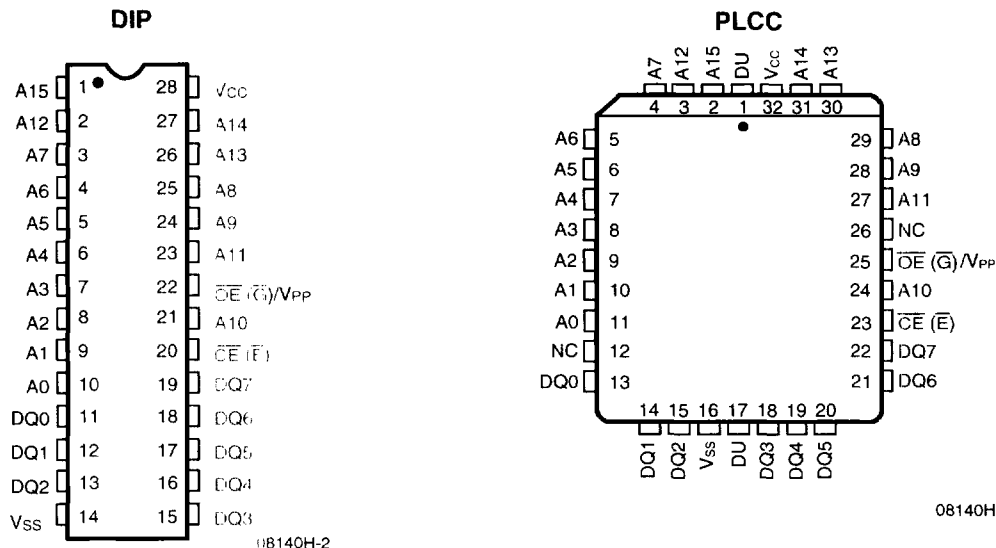 DIP
A15 1 28 VCC
A12 2 27 A14
A7 3 26 A13
A6 4 25 A8
A5 5 24 A9
A4 6 23 A11
A3 7 22 OE (G)/VPP
A2 8 21 A10
A1 9 20 CE (E)
A0 10 19 DQ7
DQ0 11 18 DQ6
DQ1 12 17 DQ5
DQ2 13 16 DQ4
VSS 14 15 DQ3
08140H-2
PLCC
A7 A12 A15 DU VCC A14 A13
4 3 2 1 32 31 30
A6 5 29 A8
A5 6 28 A9
A4 7 27 A11
A3 8 26 NC
A2 9 25 OE (G)/VPP
A1 10 24 A10
A0 11 23 CE (E)
NC 12 22 DQ7
DQ0 13 21 DQ6
14 15 16 17 18 19 20
DQ1 DQ2 VSS DU DQ3 DQ4 DQ5
08140H